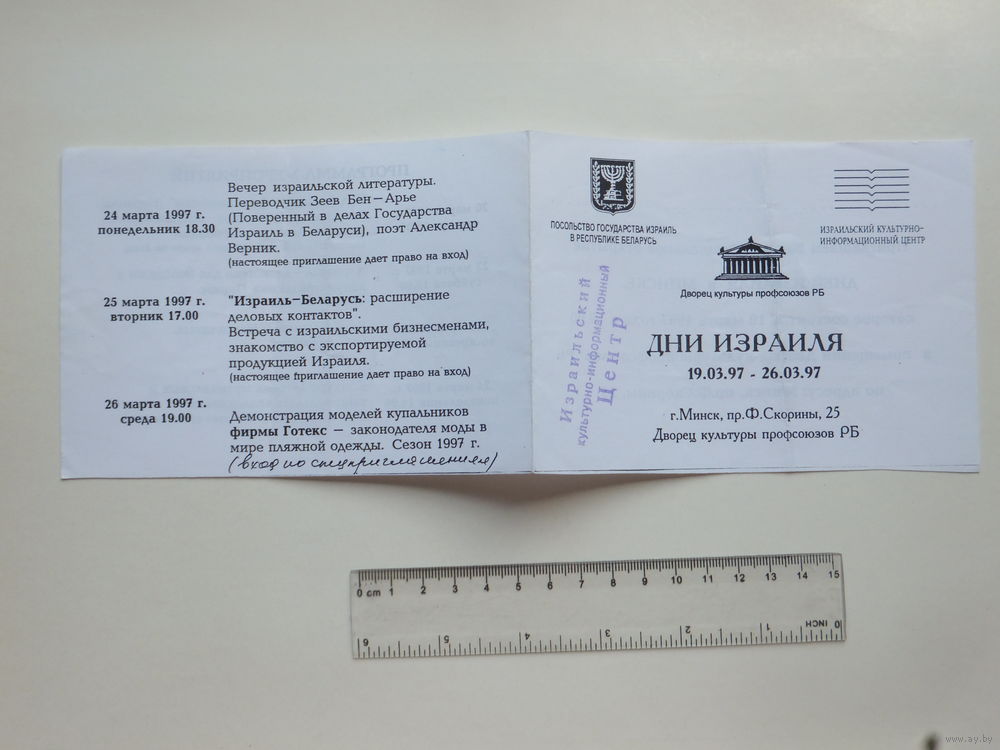 24 марта 1997 г.
понедельник 18.30
Вечер израильской литературы.
Переводчик Зеев Бен-Арье
(Поверенный в делах Государства
Израиль в Беларуси), поэт Александр
Верник.
(настоящее приглашение дает право на вход)
25 марта 1997 г.
вторник 17.00
"Израиль-Беларусь: расширение
деловых контактов".
Встреча с израильскими бизнесменами,
знакомство с экспортируемой
продукцией Израиля.
(настоящее приглашение дает право на вход)
26 марта 1997 г.
среда 19.00
Демонстрация моделей купальников
фирмы Готекс — законодателя моды в
мире пляжной одежды. Сезон 1997 г.
(вход по спецприглашениям)
ПОСОЛЬСТВО ГОСУДАРСТВА ИЗРАИЛЬ
В РЕСПУБЛИКЕ БЕЛАРУСЬ
ИЗРАИЛЬСКИЙ КУЛЬТУРНО-
ИНФОРМАЦИОННЫЙ ЦЕНТР
Дворец культуры профсоюзов РБ
Израильский
культурно-информационный
Центр
ДНИ ИЗРАИЛЯ
19.03.97 - 26.03.97
г.Минск, пр.Ф.Скорины, 25
Дворец культуры профсоюзов РБ
0 cm 1 2 3 4 5 6 7 8 9 10 11 12 13 14 15
6 5 4 3 2 1 INCH 0
www.ay.by